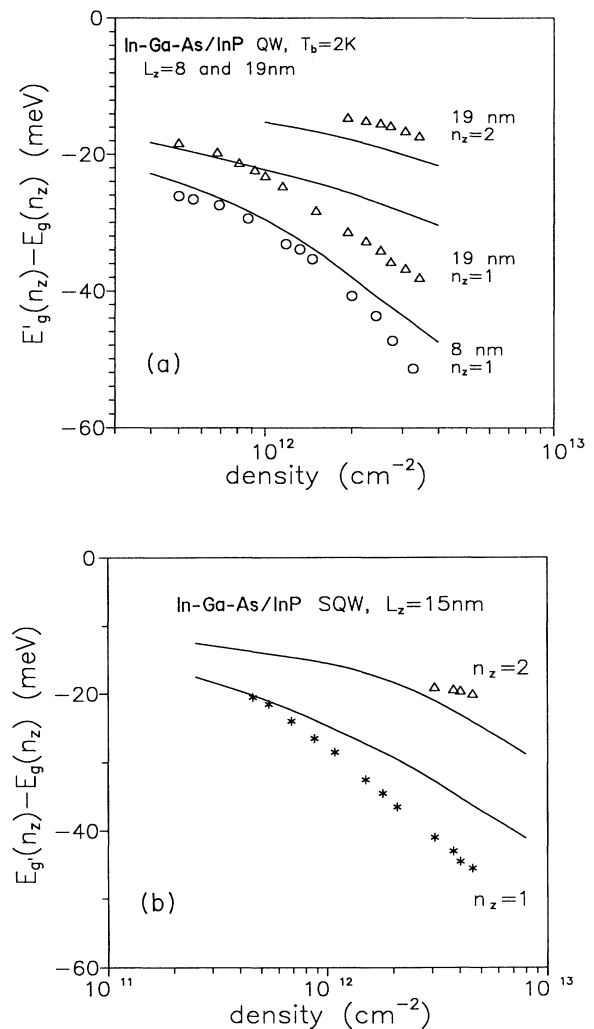 0
In-Ga-As/InP QW, T_b=2K
L_z=8 and 19nm
19 nm
n_z=2
−20
E'_g(n_z)−E_g(n_z) (meV)
19 nm
n_z=1
−40
8 nm
n_z=1
(a)
−60
10^12
10^13
density (cm^−2)
0
In-Ga-As/InP SQW, L_z=15nm
n_z=2
−20
E_g'(n_z)−E_g(n_z) (meV)
−40
n_z=1
(b)
−60
10^11
10^12
10^13
density (cm^−2)